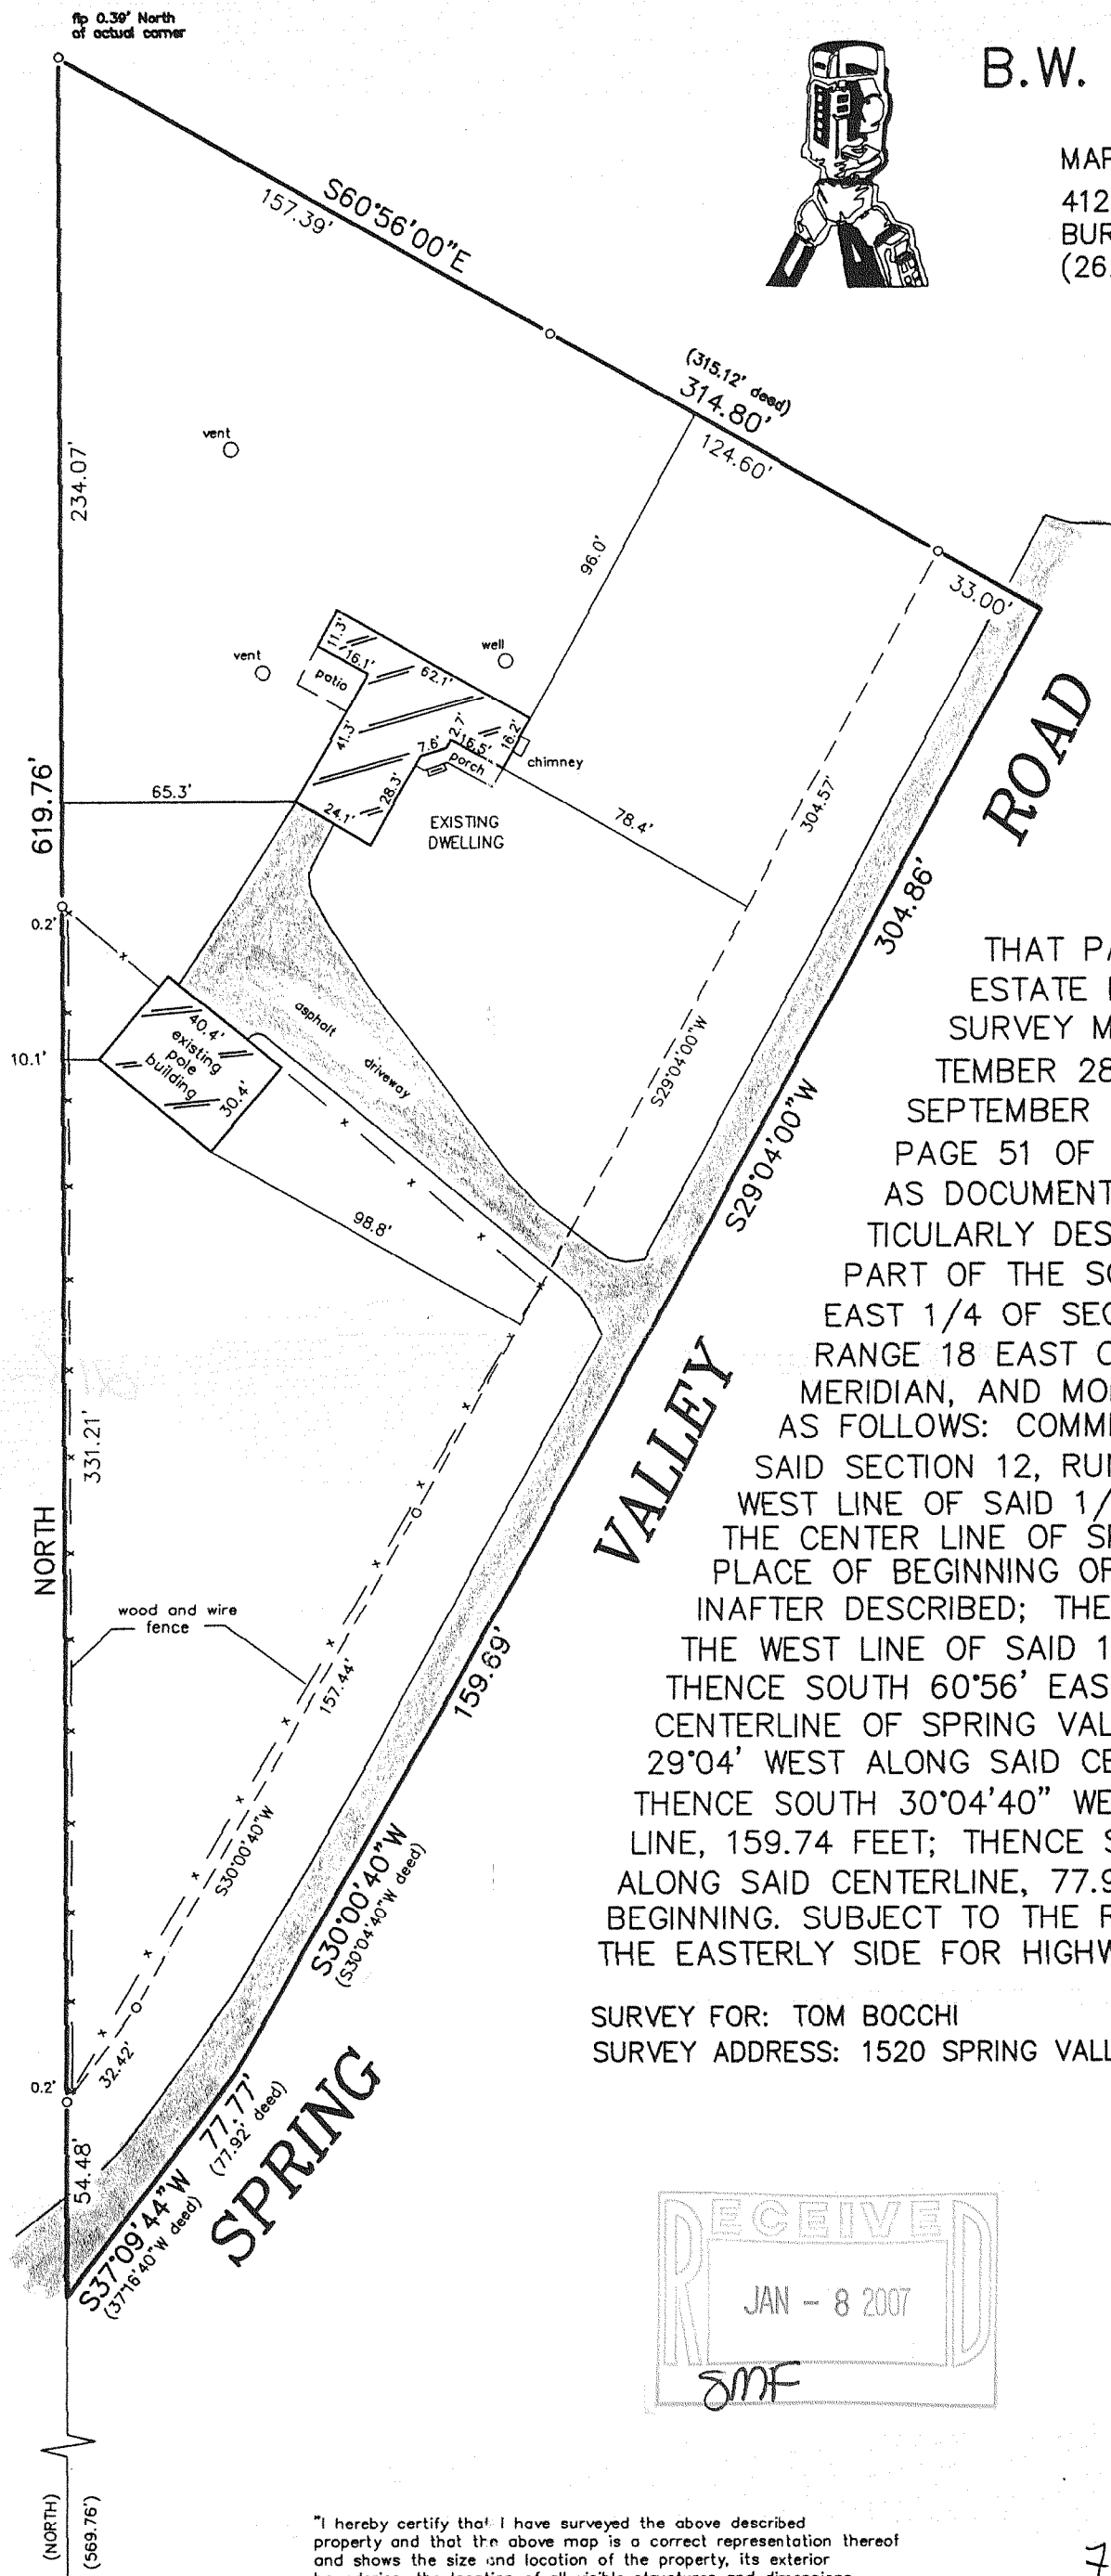 fip 0.39' North
of actual corner
B.W.
MAP
412
BUR
(26
S60°56'00"E
157.39'
(315.12' deed)
314.80'
124.60'
33.00'
vent
234.07'
96.0'
well
vent
11.3'
16.1'
62.1'
patio
41.3'
7.6'
2.7'
16.5'
16.2'
porch
chimney
28.3'
24.1'
65.3'
EXISTING
DWELLING
78.4'
304.57'
ROAD
619.76'
304.86'
0.2'
40.4'
existing
pole
building
30.4'
10.1'
asphalt
driveway
S29°04'00"W
S29°04'00"W
98.8'
VALLEY
331.21'
NORTH
wood and wire
fence
157.44'
159.69'
S30°00'40"W
S30°00'40"W
(S30°04'40"W deed)
0.2'
32.42'
77.77'
(77.92' deed)
54.48'
S37°09'44"W
(37°16'40"W deed)
SPRING
THAT PA
ESTATE
SURVEY M
TEMBER 28
SEPTEMBER
PAGE 51 OF
AS DOCUMENT
TICULARLY DES
PART OF THE SO
EAST 1/4 OF SEC
RANGE 18 EAST O
MERIDIAN, AND MO
AS FOLLOWS: COMM
SAID SECTION 12, RUN
WEST LINE OF SAID 1/
THE CENTER LINE OF SP
PLACE OF BEGINNING OF
INAFTER DESCRIBED; THE
THE WEST LINE OF SAID 1
THENCE SOUTH 60°56' EAS
CENTERLINE OF SPRING VAL
29°04' WEST ALONG SAID CE
THENCE SOUTH 30°04'40" WE
LINE, 159.74 FEET; THENCE S
ALONG SAID CENTERLINE, 77.9
BEGINNING. SUBJECT TO THE R
THE EASTERLY SIDE FOR HIGHW
SURVEY FOR: TOM BOCCHI
SURVEY ADDRESS: 1520 SPRING VALL
RECEIVED
JAN - 8 2007
SMF
(NORTH)
(569.76')
"I hereby certify that I have surveyed the above described
property and that the above map is a correct representation thereof
and shows the size and location of the property, its exterior